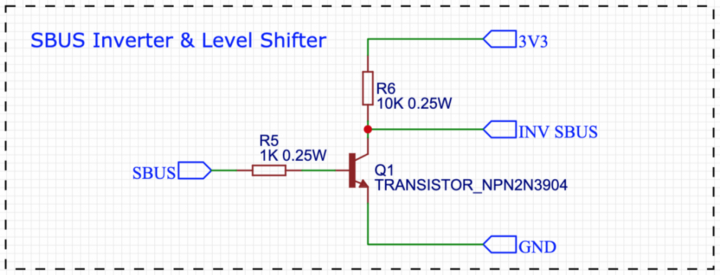 SBUS Inverter & Level Shifter
3V3
R6
10K 0.25W
INV SBUS
R5
1K 0.25W
SBUS
Q1
TRANSISTOR_NPN2N3904
GND